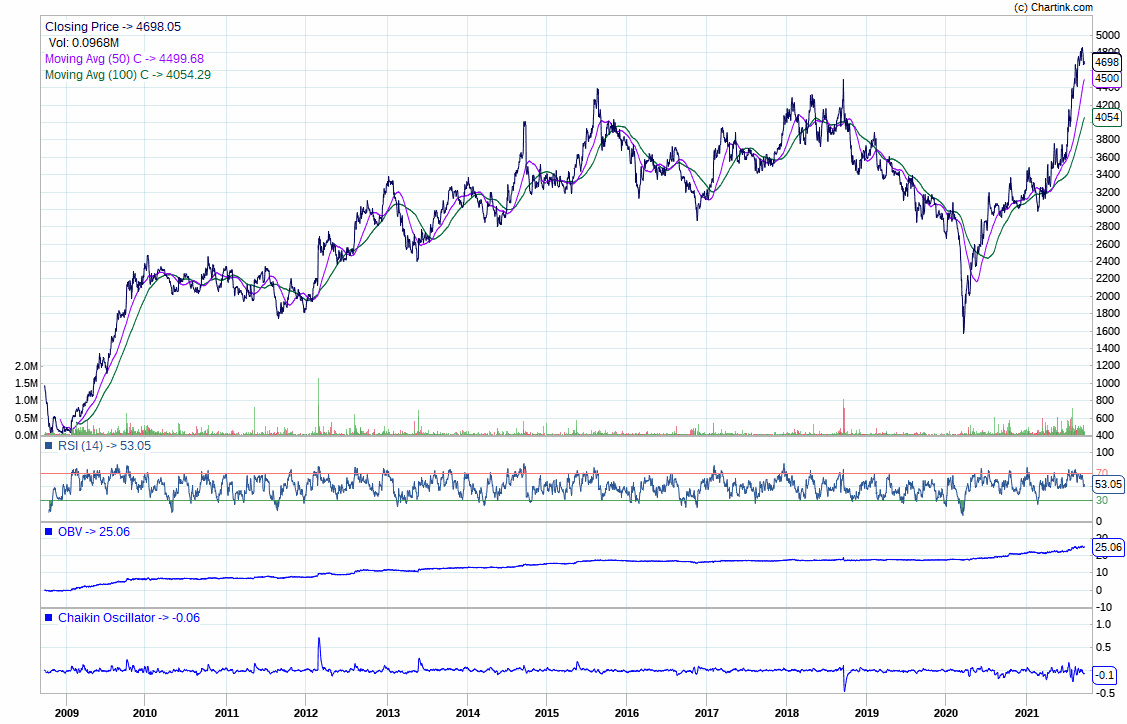 (c) Chartink.com
Closing Price -> 4698.05
Vol: 0.0968M
Moving Avg (50) C -> 4499.68
Moving Avg (100) C -> 4054.29
5000
4800
4698
4500
4400
4200
4054
3800
3600
3400
3200
3000
2800
2600
2400
2200
2000
1800
1600
1400
2.0M 1200
1.5M 1000
1.0M 800
0.5M 600
0.0M 400
RSI (14) -> 53.05
100
70
53.05
30
0
OBV -> 25.06
20
25.06
10
0
-10
Chaikin Oscillator -> -0.06
1.0
0.5
-0.1
-0.5
2009 2010 2011 2012 2013 2014 2015 2016 2017 2018 2019 2020 2021